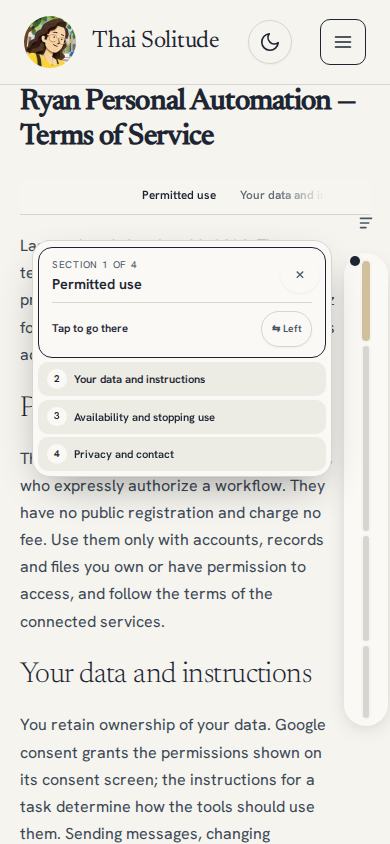 Thai Solitude
Ryan Personal Automation —
Terms of Service
Permitted use
Your data and
SECTION 1 OF 4
Permitted use
×
Tap to go there
⇆ Left
2 Your data and instructions
3 Availability and stopping use
4 Privacy and contact
who expressly authorize a workflow. They
have no public registration and charge no
fee. Use them only with accounts, records
and files you own or have permission to
access, and follow the terms of the
connected services.
Your data and instructions
You retain ownership of your data. Google
consent grants the permissions shown on
its consent screen; the instructions for a
task determine how the tools should use
them. Sending messages, changing